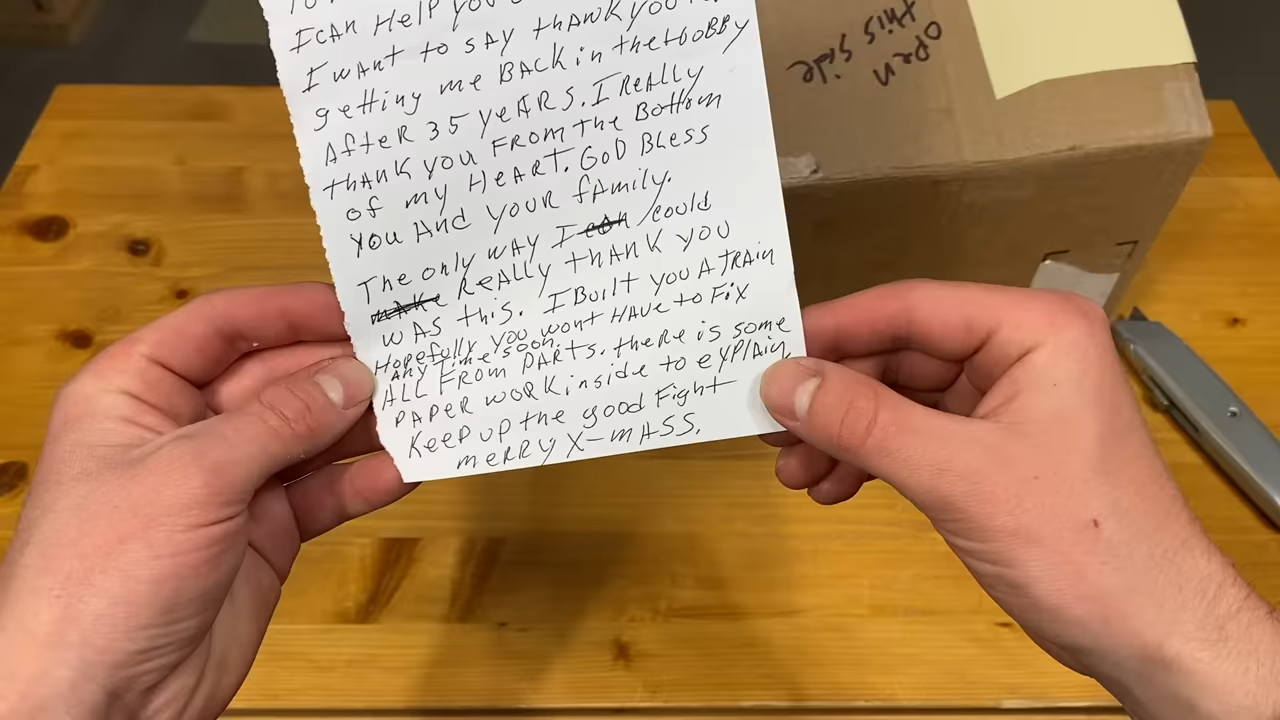 I CAN HELP YOU
I WANT to SAY tHANK YOU
getting me BACK in the HobBY
AfteR 35 yeARS. I ReALLy
tHANK you FROM the Bottom
of my HeARt. GoD BLess
you AnD youR fAmily.
The only wAy I can could
make ReALLy tHANK you
wAs this. I Built you A tRAin
Hopefully you wont HAve to Fix
Any time soon.
ALL FRom PARts. theRe is some
PAPeR woRk inside to explAin
Keep up the good Fight
meRRy X-mASS.
open
this side